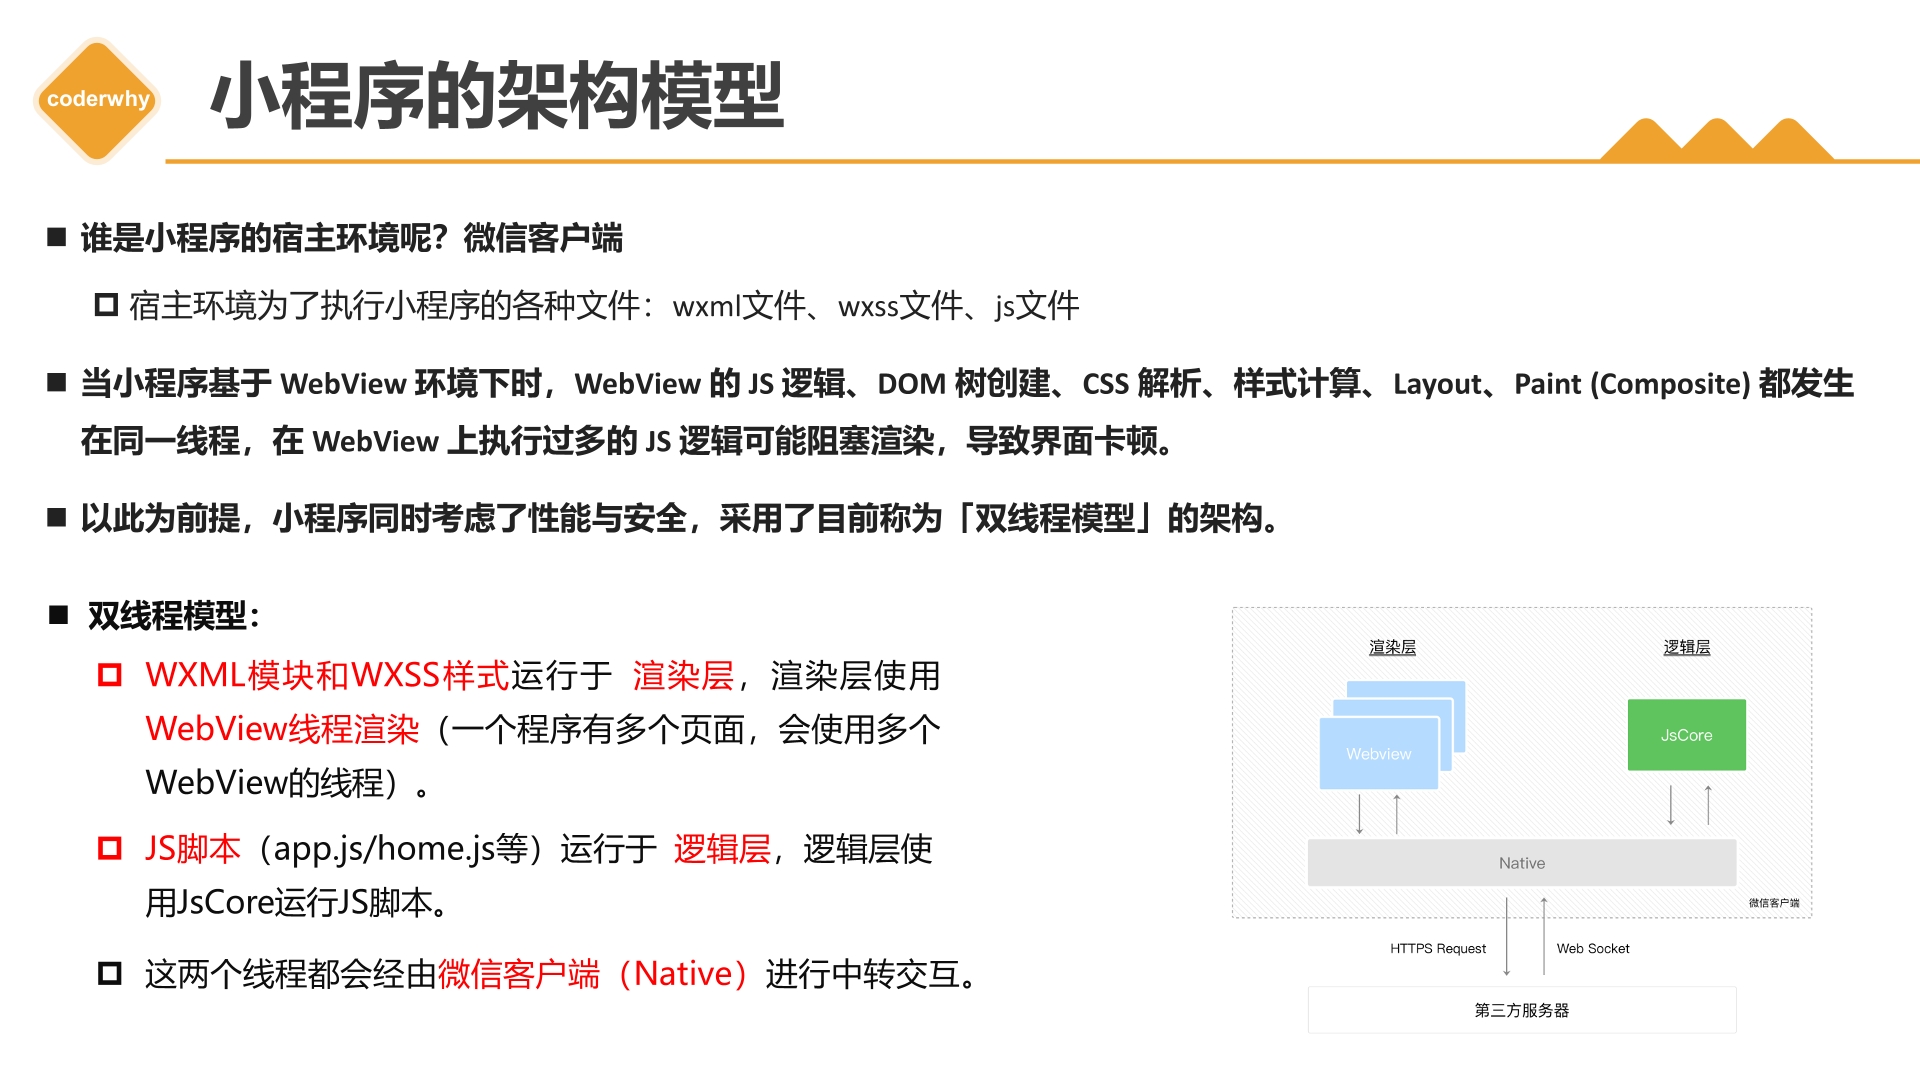 coderwhy
小程序的架构模型
谁是小程序的宿主环境呢？微信客户端
宿主环境为了执行小程序的各种文件：wxml文件、wxss文件、js文件
当小程序基于 WebView 环境下时，WebView 的 JS 逻辑、DOM 树创建、CSS 解析、样式计算、Layout、Paint (Composite) 都发生
在同一线程，在 WebView 上执行过多的 JS 逻辑可能阻塞渲染，导致界面卡顿。
以此为前提，小程序同时考虑了性能与安全，采用了目前称为「双线程模型」的架构。
双线程模型：
WXML模块和WXSS样式运行于 渲染层，渲染层使用
WebView线程渲染（一个程序有多个页面，会使用多个
WebView的线程）。
JS脚本（app.js/home.js等）运行于 逻辑层，逻辑层使
用JsCore运行JS脚本。
这两个线程都会经由微信客户端（Native）进行中转交互。
渲染层
逻辑层
Webview
JsCore
Native
微信客户端
HTTPS Request
Web Socket
第三方服务器